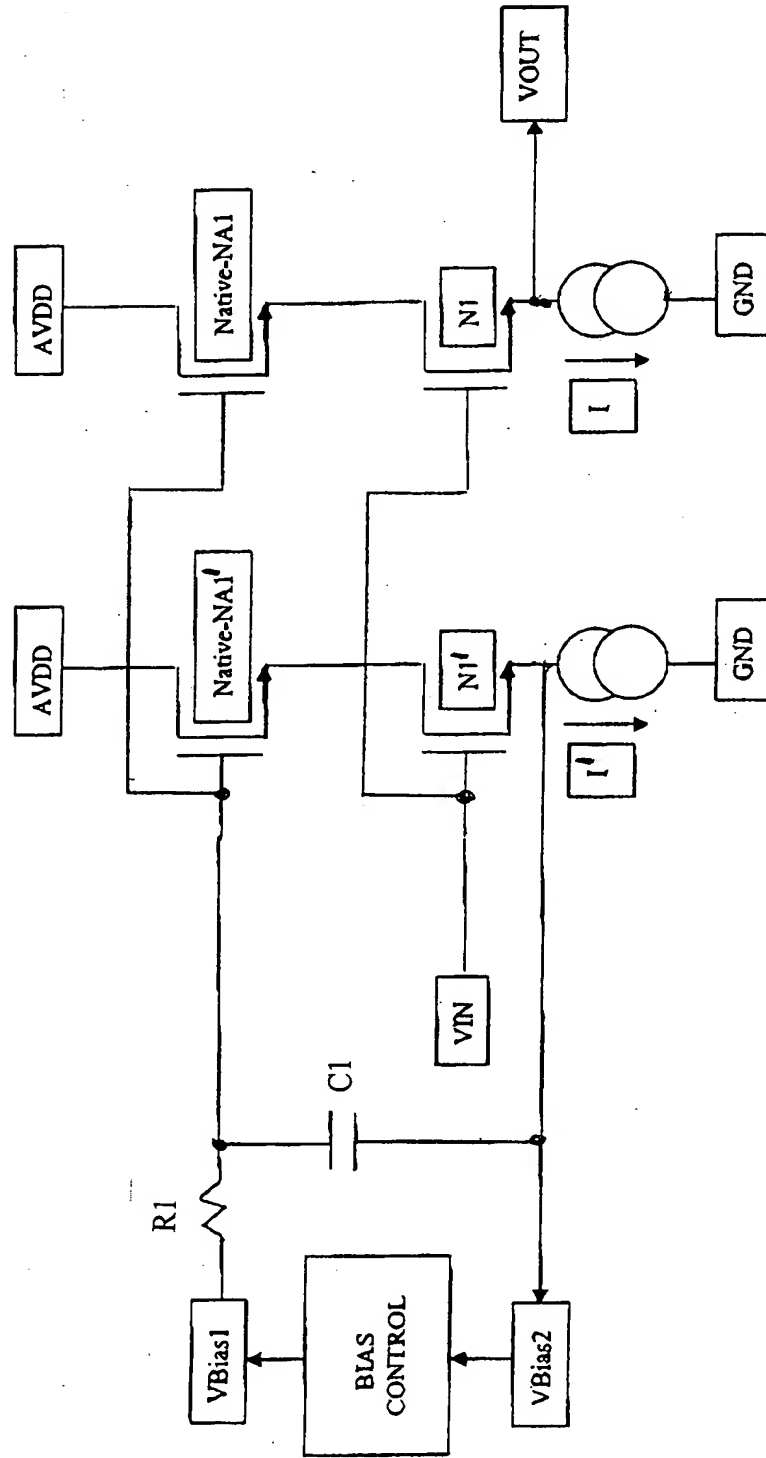 AVDD
AVDD
Native-NA1'
Native-NA1
R1
VBias1
C1
BIAS
CONTROL
VIN
N1'
N1
VOUT
VBias2
I'
I
GND
GND